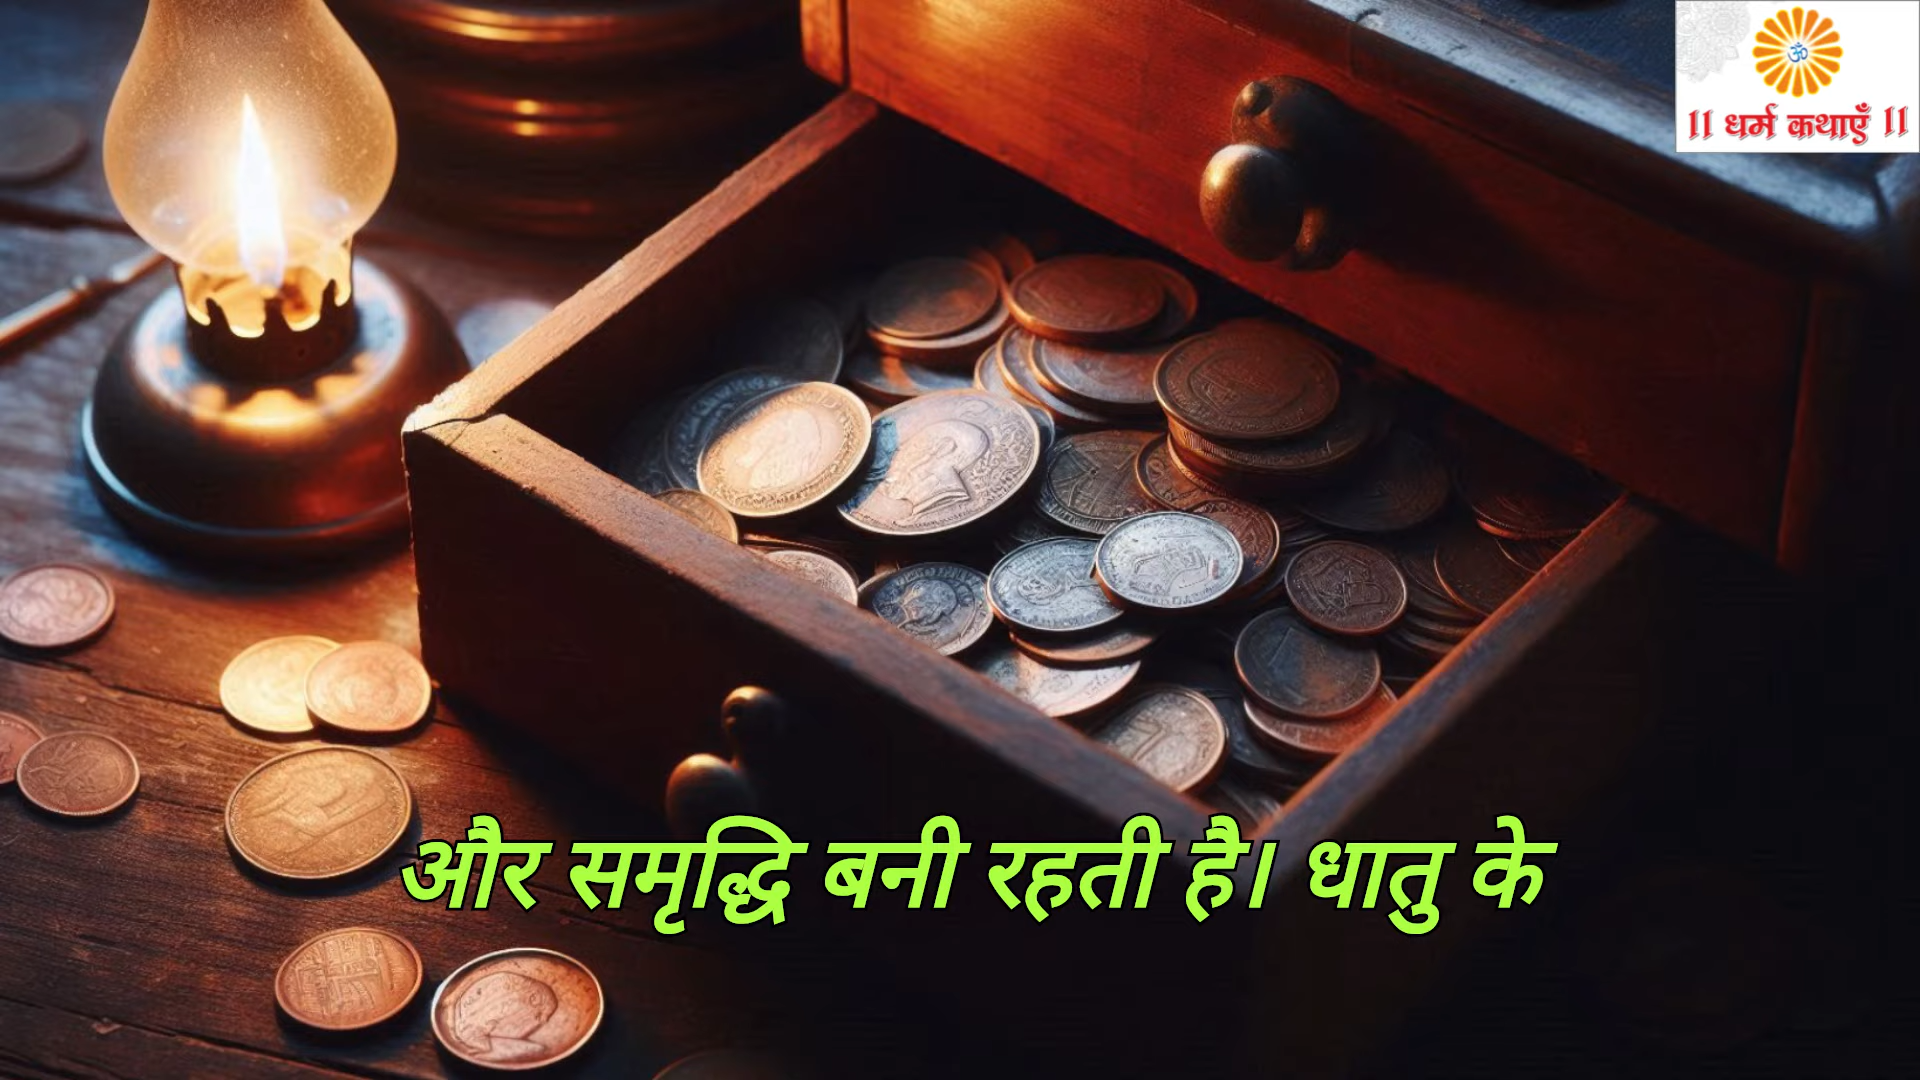 ॥ धर्म कथाएँ ॥
और समृद्धि बनी रहती है। धातु के